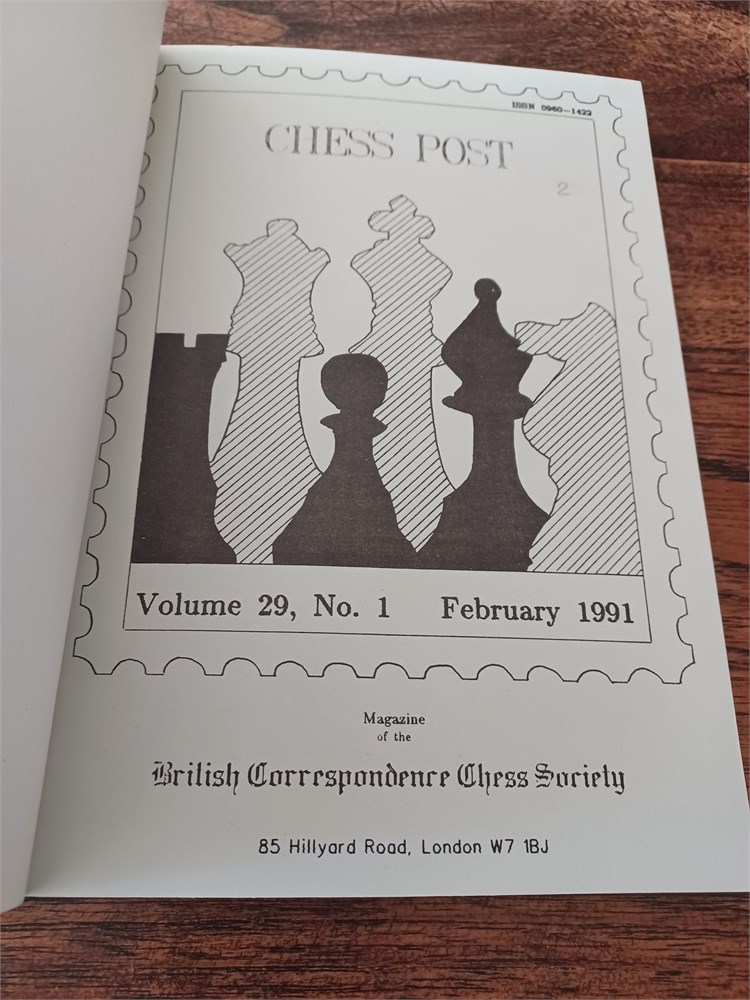 ISSN 0960-1422
CHESS POST
2
Volume 29, No. 1 February 1991
Magazine
of the
British Correspondence Chess Society
85 Hillyard Road, London W7 1BJ